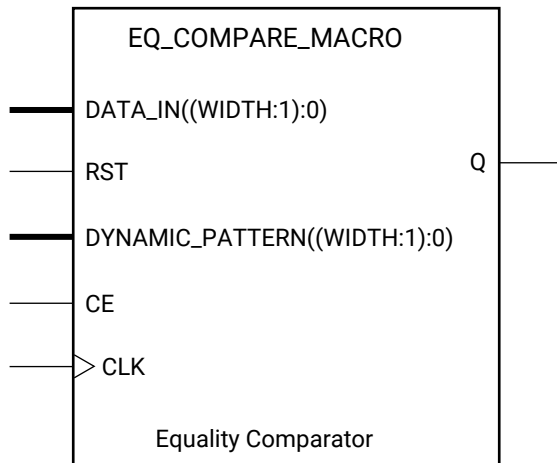 EQ_COMPARE_MACRO
DATA_IN((WIDTH:1):0)
RST
Q
DYNAMIC_PATTERN((WIDTH:1):0)
CE
CLK
Equality Comparator